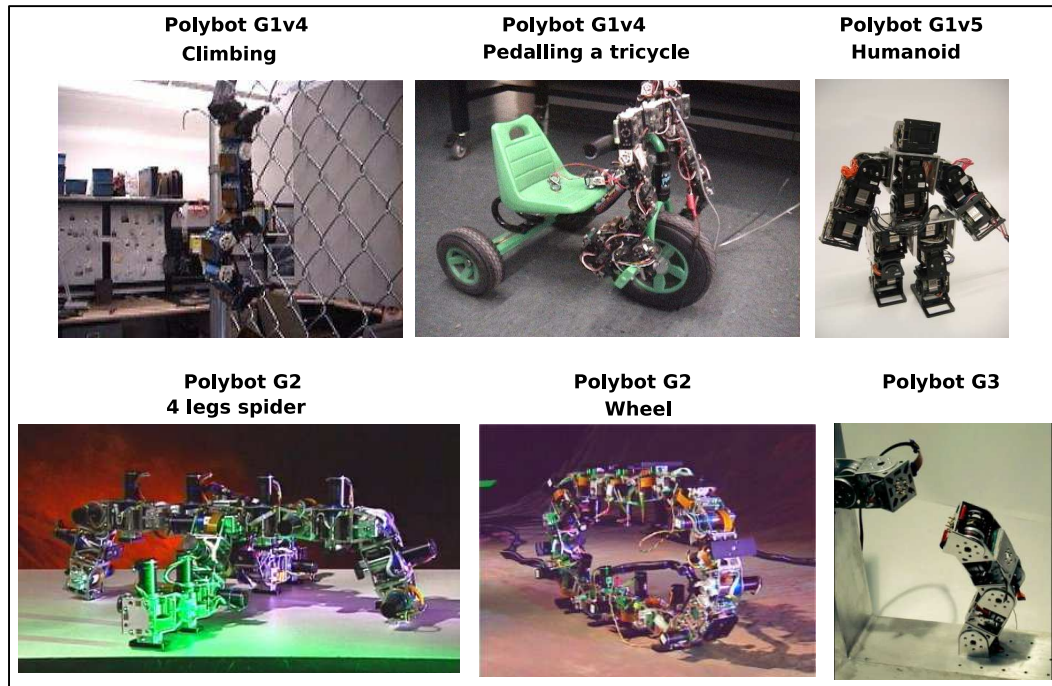 Polybot G1v4
Climbing
Polybot G1v4
Pedalling a tricycle
Polybot G1v5
Humanoid
Polybot G2
4 legs spider
Polybot G2
Wheel
Polybot G3